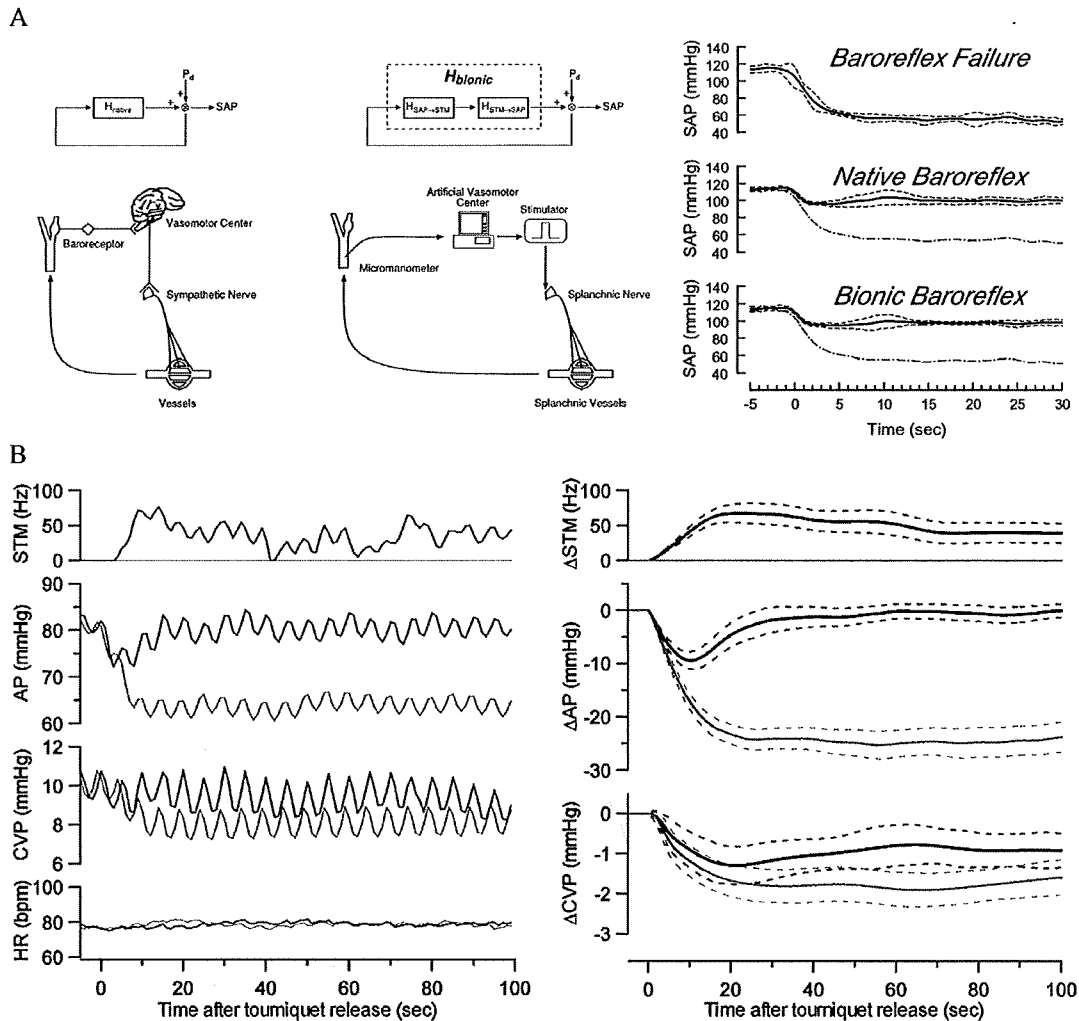 A
H_bionic
P_d
+
+
H_native
SAP
P_d
+
+
H_SAP→STM
H_STM→SAP
SAP
Baroreceptor
Vasomotor Center
Sympathetic Nerve
Vessels
Artificial Vasomotor
Center
Stimulator
Micromanometer
Splanchnic Nerve
Splanchnic Vessels
SAP (mmHg)
140
120
100
80
60
40
Baroreflex Failure
SAP (mmHg)
140
120
100
80
60
40
Native Baroreflex
SAP (mmHg)
140
120
100
80
60
40
Bionic Baroreflex
-5 0 5 10 15 20 25 30
Time (sec)
B
STM (Hz)
100
50
0
AP (mmHg)
90
80
70
60
CVP (mmHg)
12
10
8
6
HR (bpm)
100
80
60
0 20 40 60 80 100
Time after tourniquet release (sec)
ΔSTM (Hz)
100
50
0
ΔAP (mmHg)
0
-10
-20
-30
ΔCVP (mmHg)
0
-1
-2
-3
0 20 40 60 80 100
Time after tourniquet release (sec)